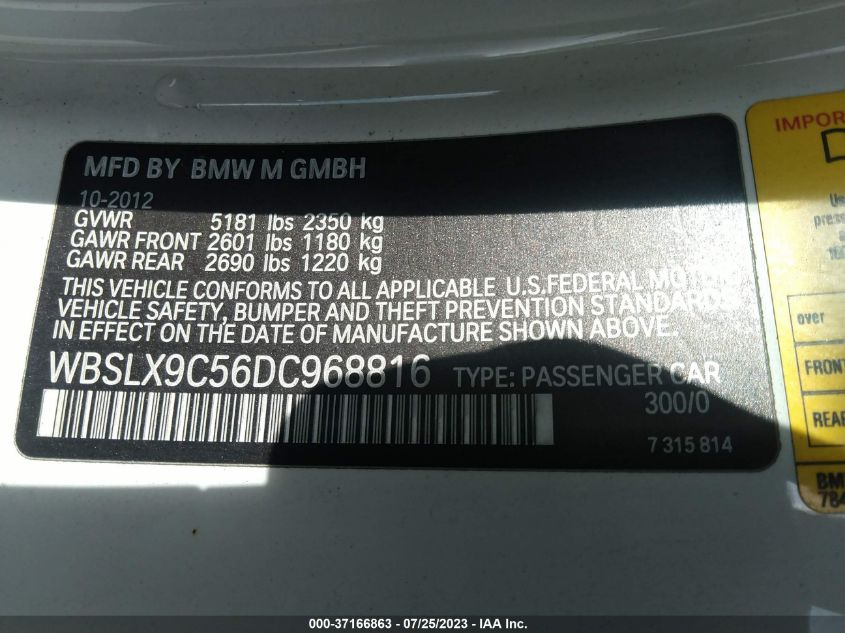 MFD BY BMW M GMBH
10-2012
GVWR 5181 lbs 2350 kg
GAWR FRONT 2601 lbs 1180 kg
GAWR REAR 2690 lbs 1220 kg
THIS VEHICLE CONFORMS TO ALL APPLICABLE U.S.FEDERAL MOTOR
VEHICLE SAFETY, BUMPER AND THEFT PREVENTION STANDARDS
IN EFFECT ON THE DATE OF MANUFACTURE SHOWN ABOVE.
WBSLX9C56DC968816 TYPE: PASSENGER CAR
300/0
7 315 814
over
FRONT
REAR
BM
784
000-37166863 / 07/25/2023 - IAA Inc.